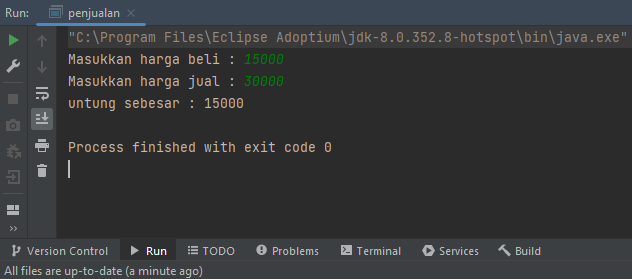 Run: penjualan
"C:\Program Files\Eclipse Adoptium\jdk-8.0.352.8-hotspot\bin\java.exe"
Masukkan harga beli : 15000
Masukkan harga jual : 30000
untung sebesar : 15000
Process finished with exit code 0
Version Control Run TODO Problems Terminal Services Build
All files are up-to-date (a minute ago)